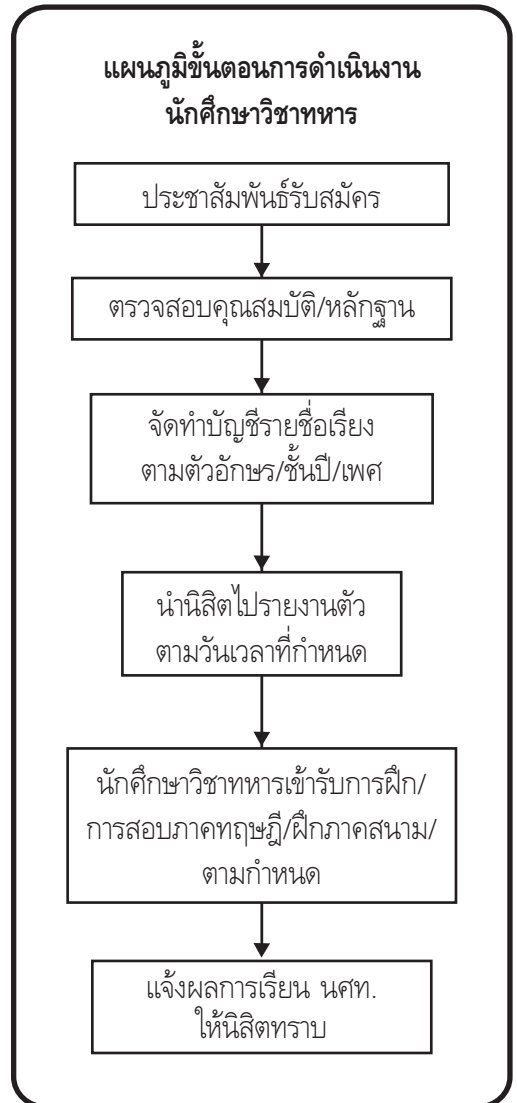 แผนภูมิขั้นตอนการดำเนินงาน
นักศึกษาวิชาทหาร
ประชาสัมพันธ์รับสมัคร
ตรวจสอบคุณสมบัติ/หลักฐาน
จัดทำบัญชีรายชื่อเรียง
ตามตัวอักษร/ชั้นปี/เพศ
นำนิสิตไปรายงานตัว
ตามวันเวลาที่กำหนด
นักศึกษาวิชาทหารเข้ารับการฝึก/
การสอบภาคทฤษฎี/ฝึกภาคสนาม/
ตามกำหนด
แจ้งผลการเรียน นศท.
ให้นิสิตทราบ